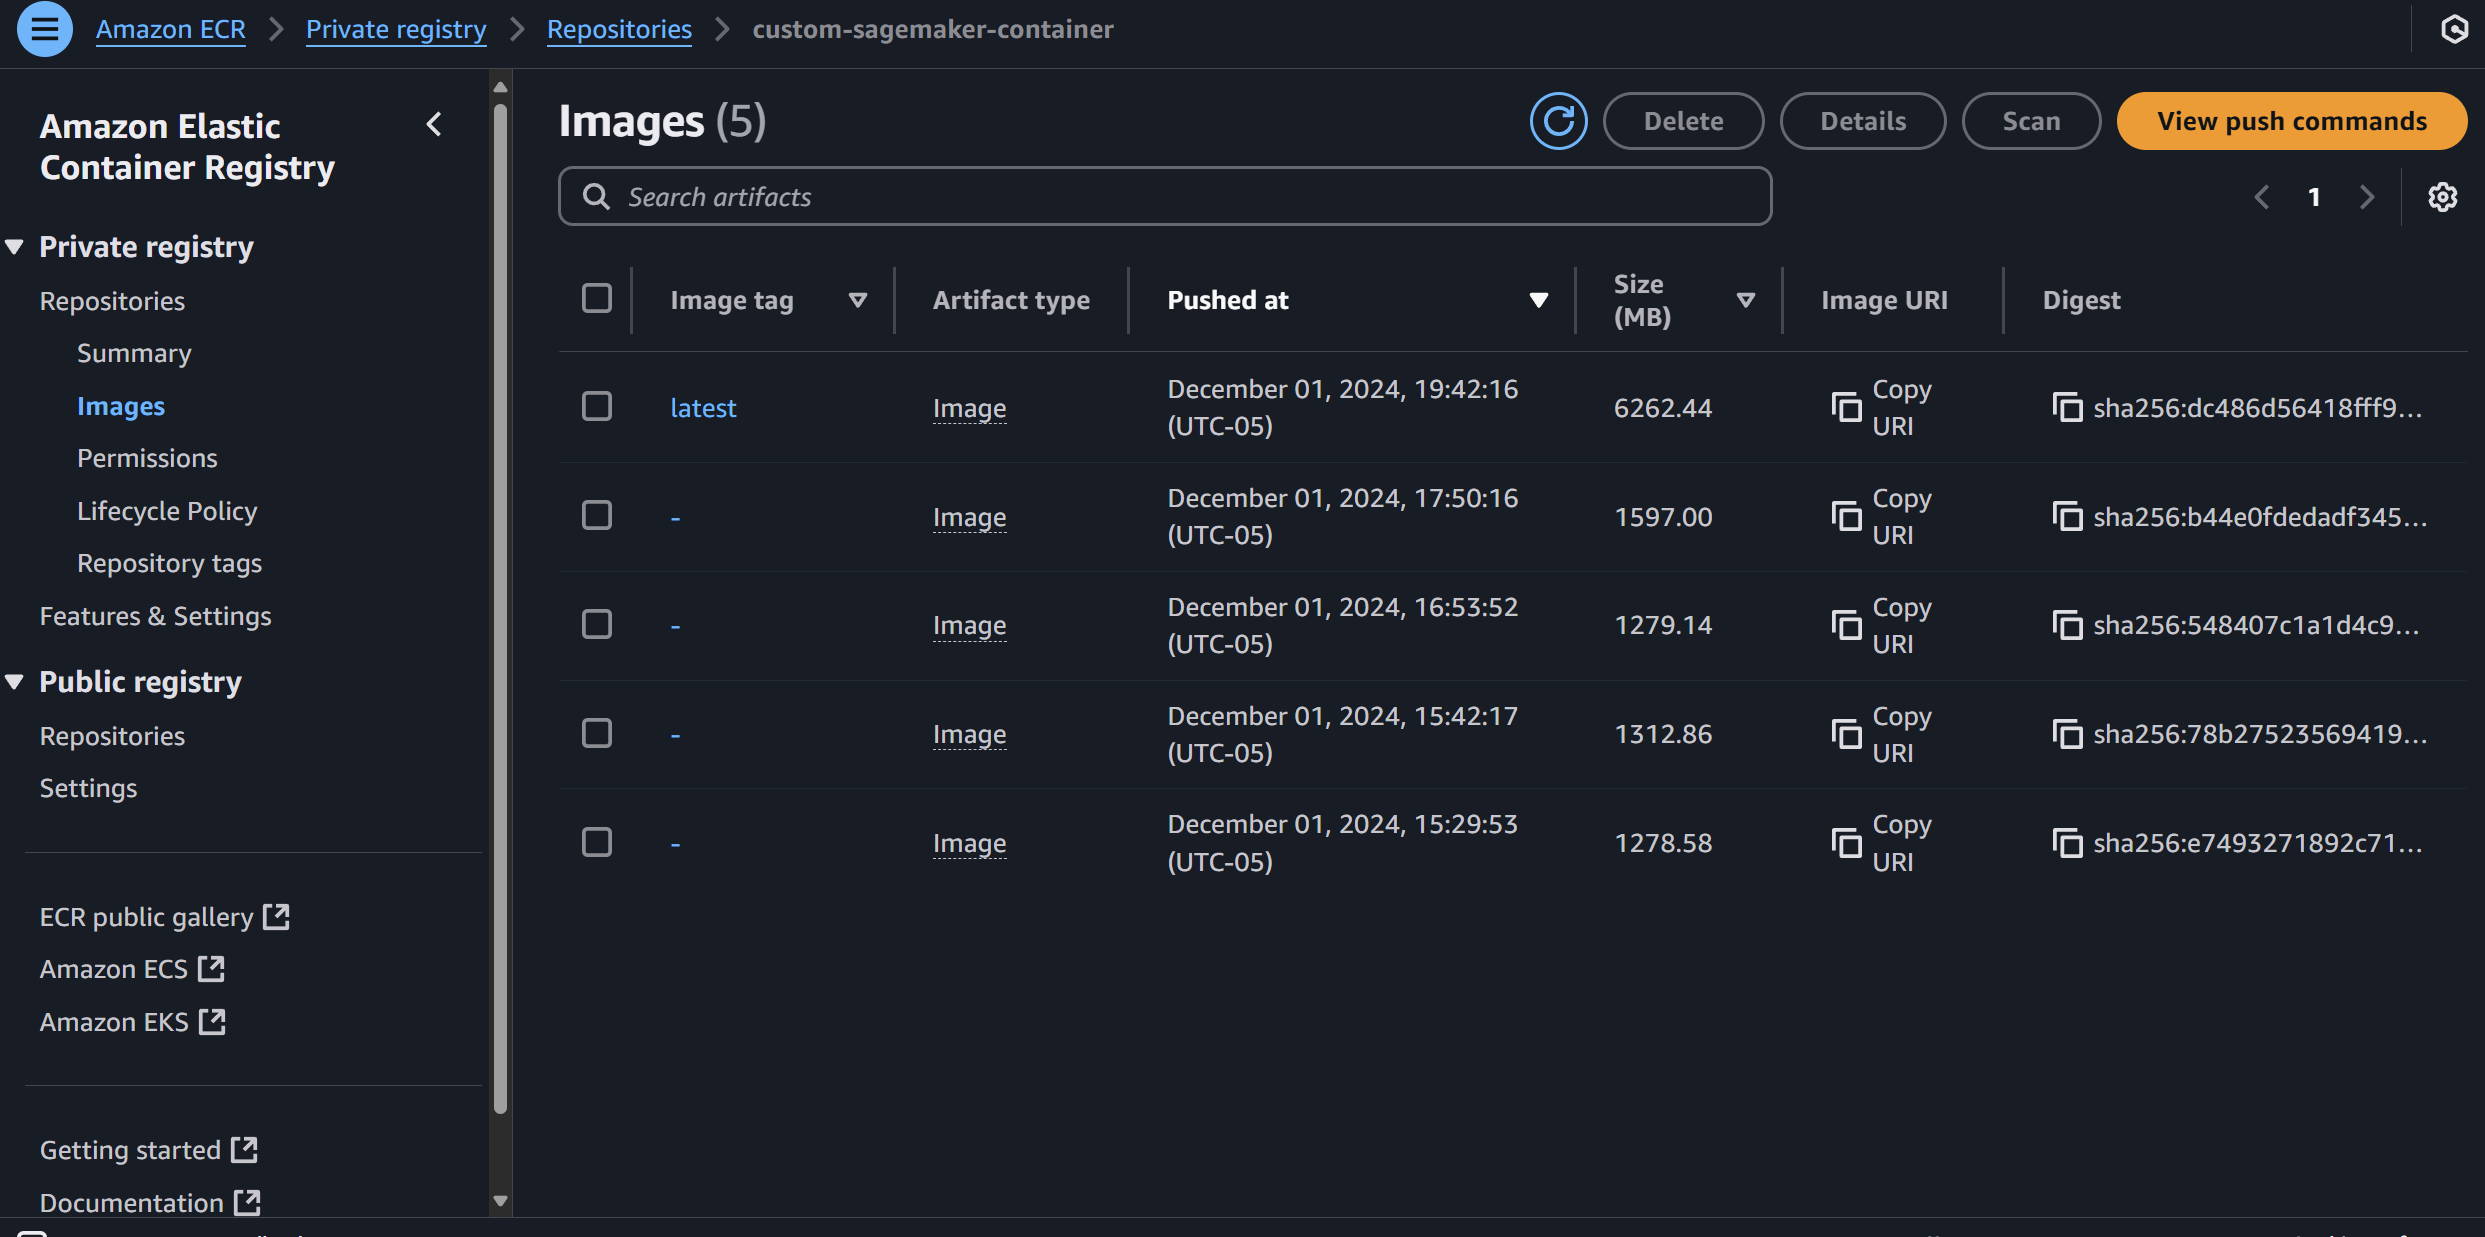 Amazon ECR > Private registry > Repositories > custom-sagemaker-container
Amazon Elastic
Container Registry
Private registry
Repositories
Summary
Images
Permissions
Lifecycle Policy
Repository tags
Features & Settings
Public registry
Repositories
Settings
ECR public gallery
Amazon ECS
Amazon EKS
Getting started
Documentation
Images (5)
Delete
Details
Scan
View push commands
Search artifacts
1
Image tag
Artifact type
Pushed at
Size
(MB)
Image URI
Digest
latest
Image
December 01, 2024, 19:42:16
(UTC-05)
6262.44
Copy
URI
sha256:dc486d56418fff9...
-
Image
December 01, 2024, 17:50:16
(UTC-05)
1597.00
Copy
URI
sha256:b44e0fdedadf345...
-
Image
December 01, 2024, 16:53:52
(UTC-05)
1279.14
Copy
URI
sha256:548407c1a1d4c9...
-
Image
December 01, 2024, 15:42:17
(UTC-05)
1312.86
Copy
URI
sha256:78b27523569419...
-
Image
December 01, 2024, 15:29:53
(UTC-05)
1278.58
Copy
URI
sha256:e7493271892c71...